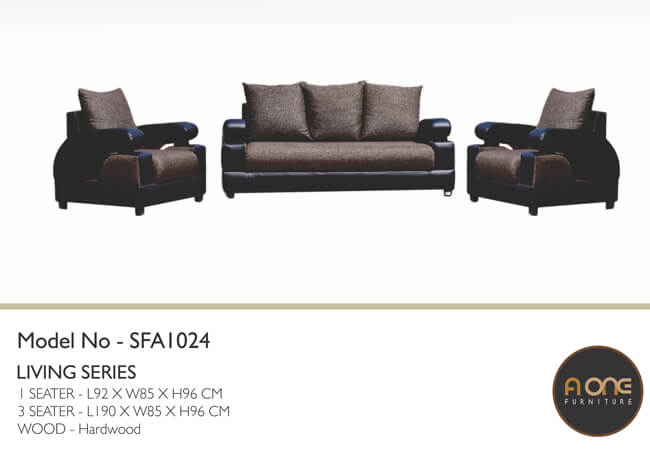 Model No - SFA1024
LIVING SERIES
1 SEATER - L92 X W85 X H96 CM
3 SEATER - L190 X W85 X H96 CM
WOOD - Hardwood
A ONE
FURNITURE